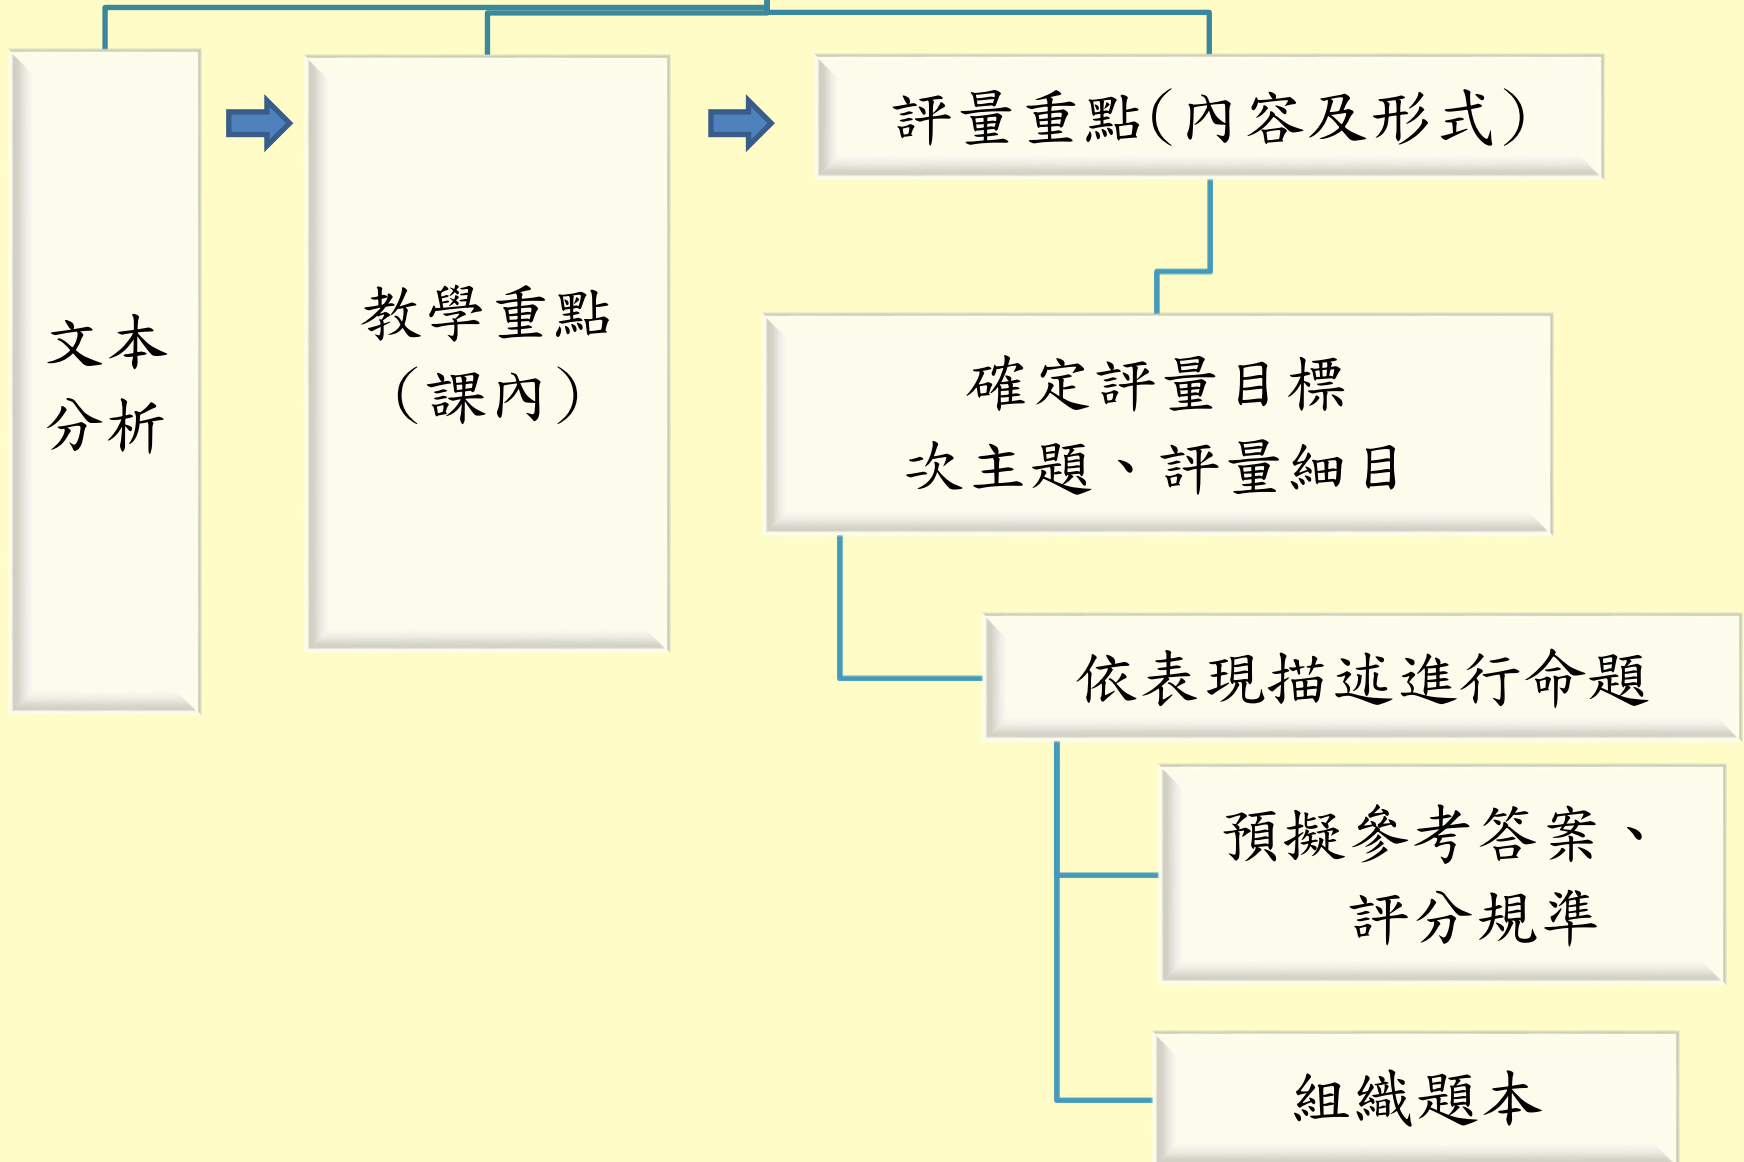 文本
分析
教學重點
(課內)
評量重點(內容及形式)
確定評量目標
次主題、評量細目
依表現描述進行命題
預擬參考答案、
評分規準
組織題本